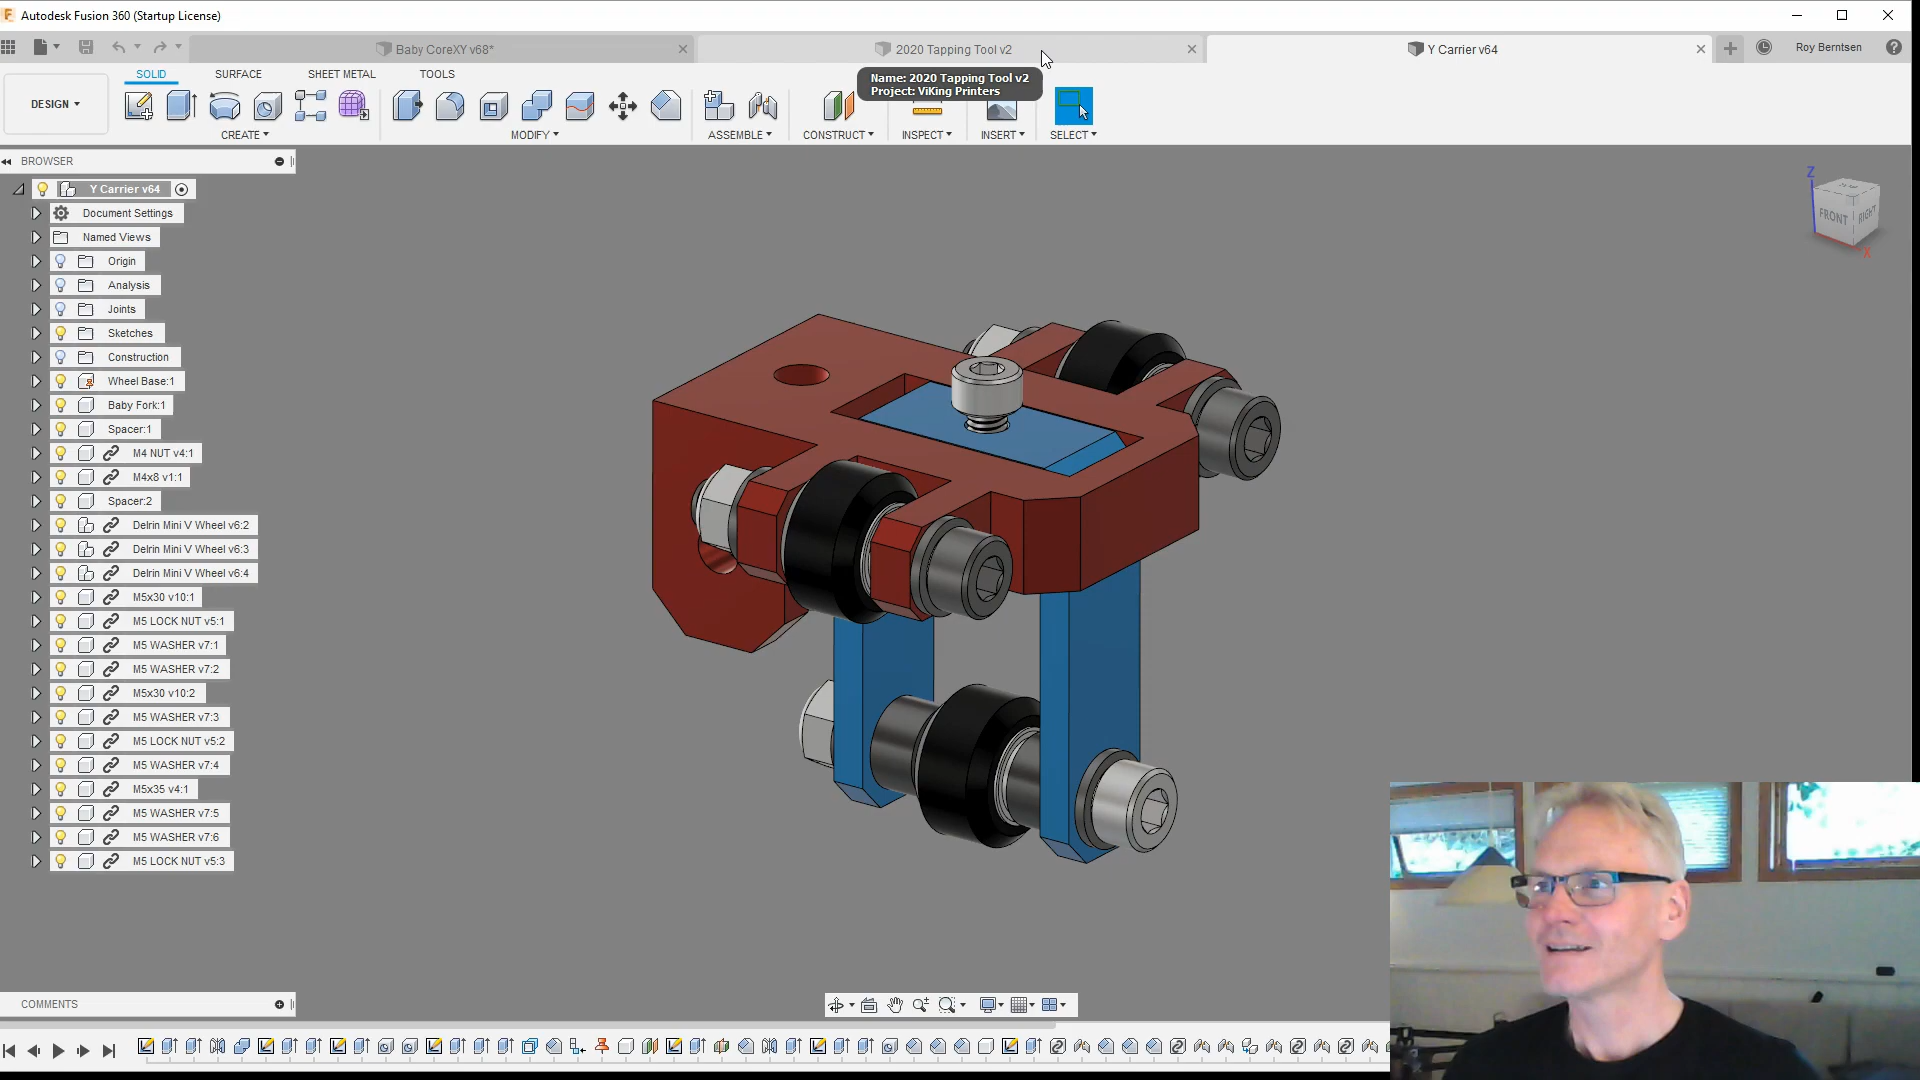 Autodesk Fusion 360 (Startup License)
Baby CoreXY v68*
2020 Tapping Tool v2
Y Carrier v64
Roy Berntsen
SOLID
SURFACE
SHEET METAL
TOOLS
Name: 2020 Tapping Tool v2
Project: ViKing Printers
DESIGN
CREATE
MODIFY
ASSEMBLE
CONSTRUCT
INSPECT
INSERT
SELECT
BROWSER
Y Carrier v64
Document Settings
Named Views
Origin
Analysis
Joints
Sketches
Construction
Wheel Base:1
Baby Fork:1
Spacer:1
M4 NUT v4:1
M4x8 v1:1
Spacer:2
Delrin Mini V Wheel v6:2
Delrin Mini V Wheel v6:3
Delrin Mini V Wheel v6:4
M5x30 v10:1
M5 LOCK NUT v5:1
M5 WASHER v7:1
M5 WASHER v7:2
M5x30 v10:2
M5 WASHER v7:3
M5 LOCK NUT v5:2
M5 WASHER v7:4
M5x35 v4:1
M5 WASHER v7:5
M5 WASHER v7:6
M5 LOCK NUT v5:3
Z
TOP
FRONT
RIGHT
X
COMMENTS